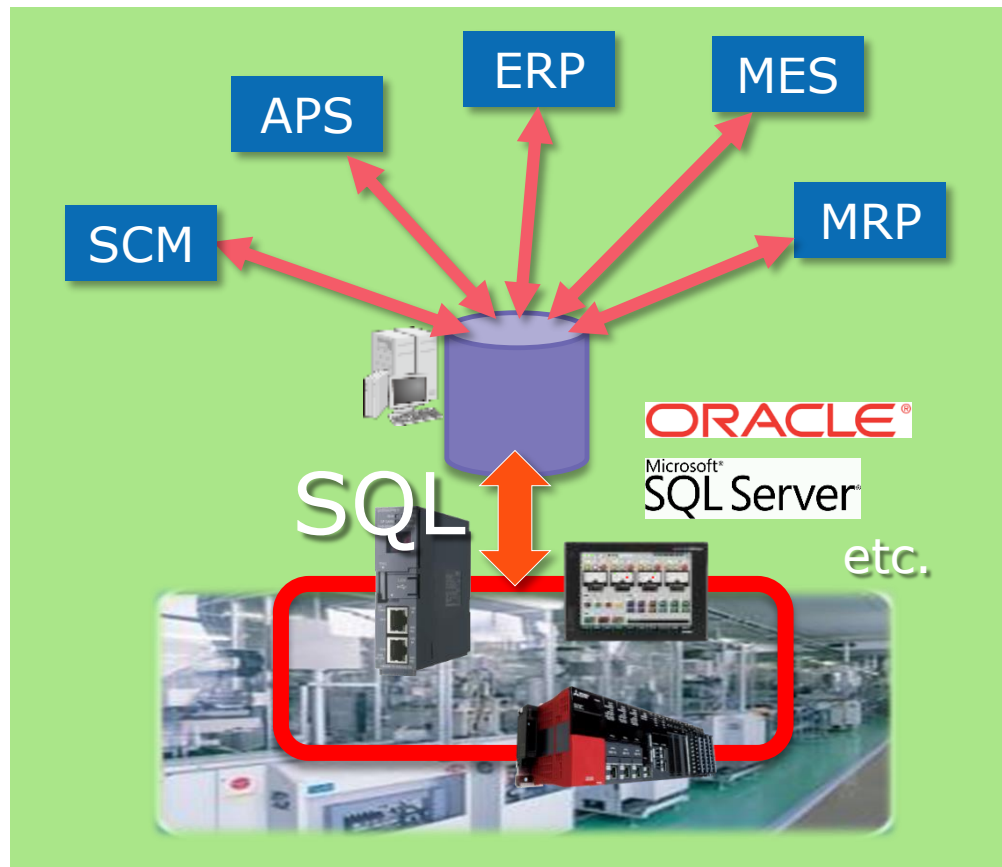 ERP
MES
APS
MRP
SCM
ORACLE®
Microsoft®
SQL Server®
SQL
etc.